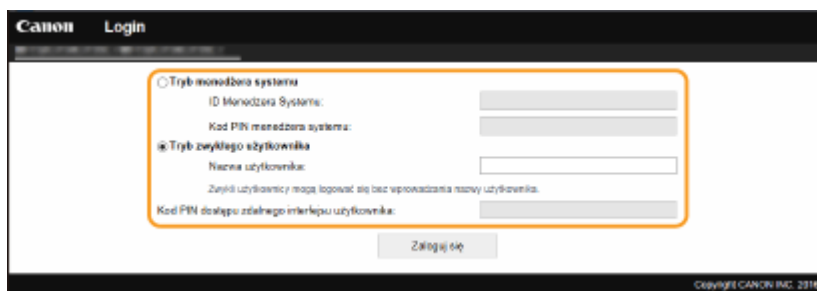 Canon Login
Tryb menedżera systemu
ID Menedżera Systemu:
Kod PIN menedżera systemu:
Tryb zwykłego użytkownika
Nazwa użytkownika:
Zwykli użytkownicy mogą logować się bez wprowadzania nazwy użytkownika.
Kod PIN dostępu zdalnego interfejsu użytkownika:
Zaloguj się
Copyright CANON INC. 2016